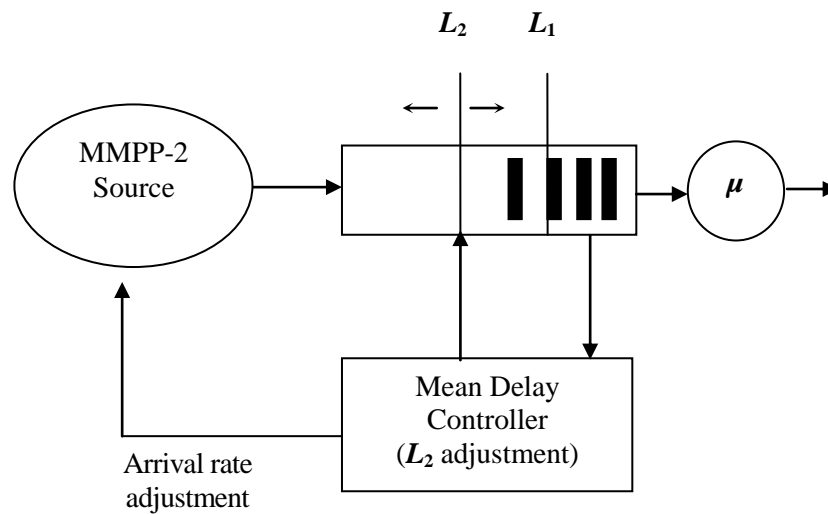 L2 L1
MMPP-2
Source
μ
Mean Delay
Controller
(L2 adjustment)
Arrival rate
adjustment